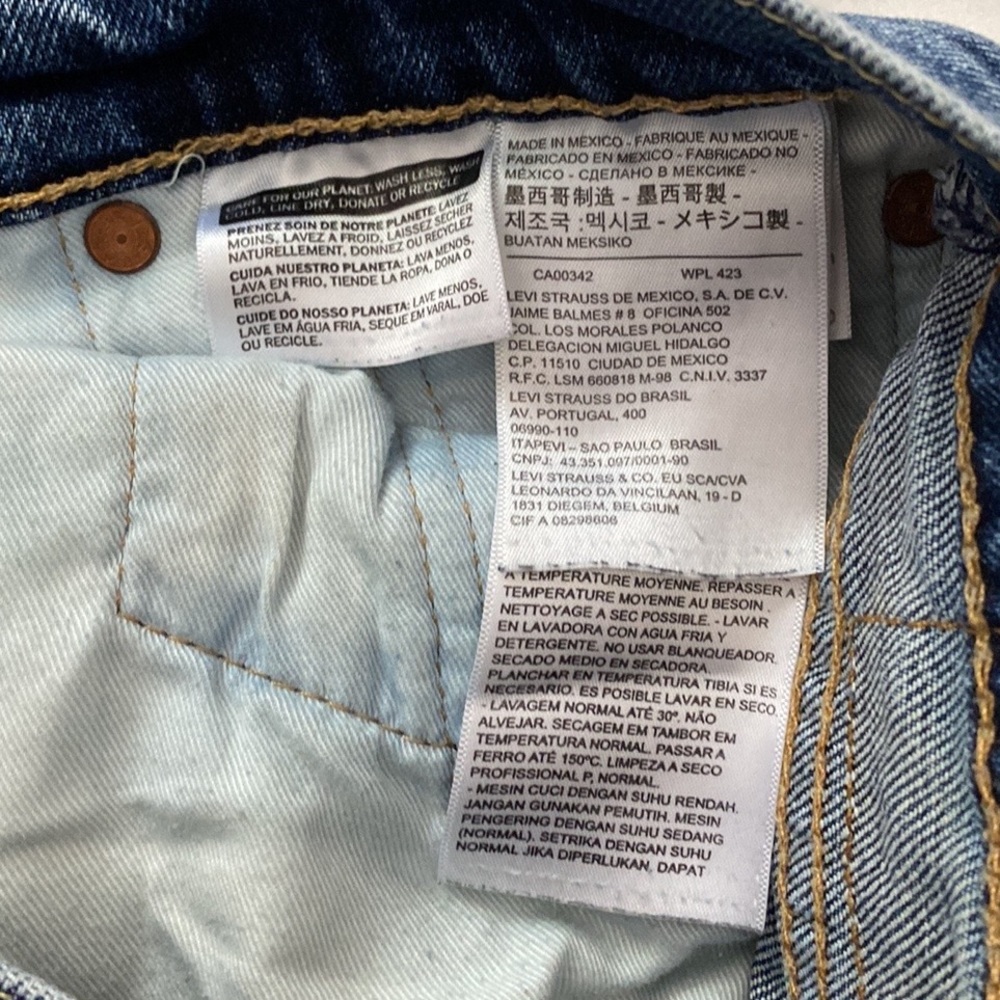 CARE FOR OUR PLANET: WASH LESS, WASH
COLD, LINE DRY, DONATE OR RECYCLE
PRENEZ SOIN DE NOTRE PLANETE: LAVEZ
MOINS, LAVEZ A FROID, LAISSEZ SECHER
NATURELLEMENT, DONNEZ OU RECYCLEZ
CUIDA NUESTRO PLANETA: LAVA MENOS,
LAVA EN FRIO, TIENDE LA ROPA, DONA O
RECICLA.
CUIDE DO NOSSO PLANETA: LAVE MENOS,
LAVE EM ÁGUA FRIA, SEQUE EM VARAL, DOE
OU RECICLE.
MADE IN MEXICO - FABRIQUE AU MEXIQUE -
FABRICADO EN MEXICO - FABRICADO NO
MÉXICO - СДЕЛАНО В МЕКСИКЕ -
墨西哥制造 - 墨西哥製 -
제조국 :멕시코 - メキシコ製 -
BUATAN MEKSIKO
CA00342 WPL 423
LEVI STRAUSS DE MEXICO, S.A. DE C.V.
JAIME BALMES # 8 OFICINA 502
COL. LOS MORALES POLANCO
DELEGACION MIGUEL HIDALGO
C.P. 11510 CIUDAD DE MEXICO
R.F.C. LSM 660818 M-98 C.N.I.V. 3337
LEVI STRAUSS DO BRASIL
AV. PORTUGAL, 400
06990-110
ITAPEVI – SAO PAULO BRASIL
CNPJ: 43.351.007/0001-90
LEVI STRAUSS & CO. EU SCA/CVA
LEONARDO DA VINCILAAN, 19 - D
1831 DIEGEM, BELGIUM
CIF A 08298606
A TEMPERATURE MOYENNE. REPASSER A
TEMPERATURE MOYENNE AU BESOIN .
NETTOYAGE A SEC POSSIBLE. - LAVAR
EN LAVADORA CON AGUA FRIA Y
DETERGENTE. NO USAR BLANQUEADOR.
SECADO MEDIO EN SECADORA.
PLANCHAR EN TEMPERATURA TIBIA SI ES
NECESARIO. ES POSIBLE LAVAR EN SECO.
- LAVAGEM NORMAL ATÉ 30º. NÃO
ALVEJAR. SECAGEM EM TAMBOR EM
TEMPERATURA NORMAL. PASSAR A
FERRO ATÉ 150ºC. LIMPEZA A SECO
PROFISSIONAL P, NORMAL.
- MESIN CUCI DENGAN SUHU RENDAH.
JANGAN GUNAKAN PEMUTIH. MESIN
PENGERING DENGAN SUHU SEDANG
(NORMAL). SETRIKA DENGAN SUHU
NORMAL JIKA DIPERLUKAN. DAPAT